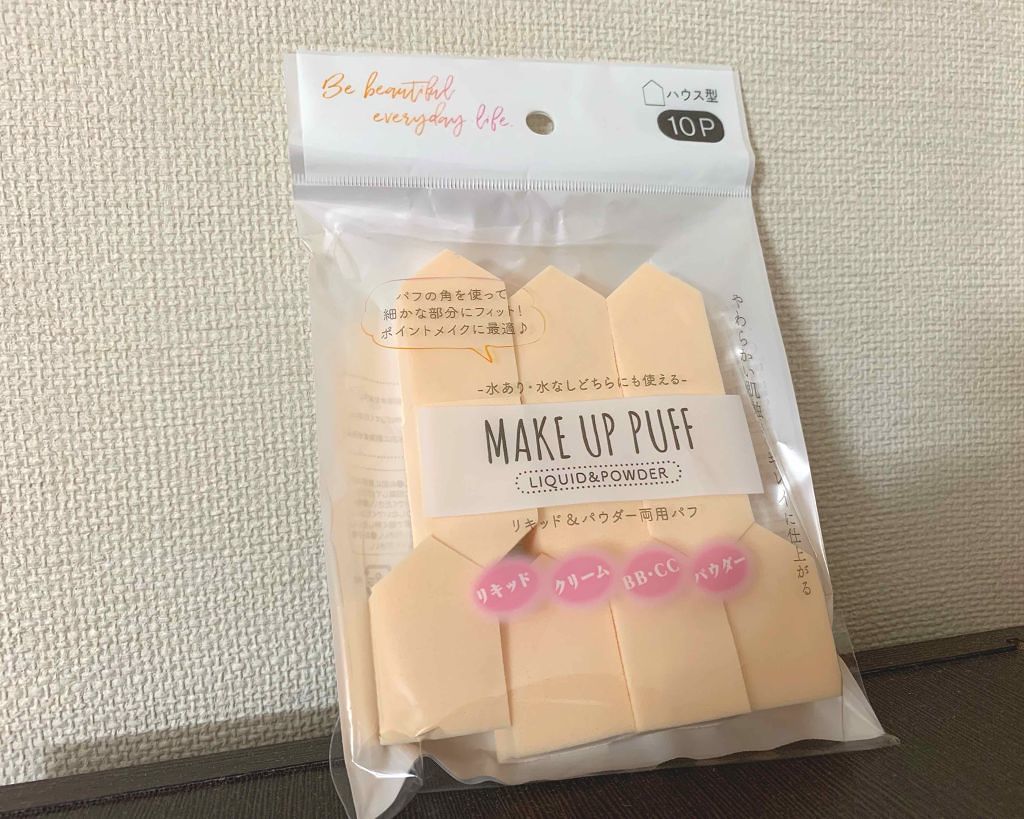 Be beautiful
everyday life.
ハウス型
10P
パフの角を使って
細かな部分にフィット!
ポイントメイクに最適♪
-水あり・水なしどちらにも使える-
MAKE UP PUFF
LIQUID&POWDER
リキッド&パウダー両用パフ
リキッド
クリーム
BB・CC
パウダー
やわらかい肌
に仕上がる